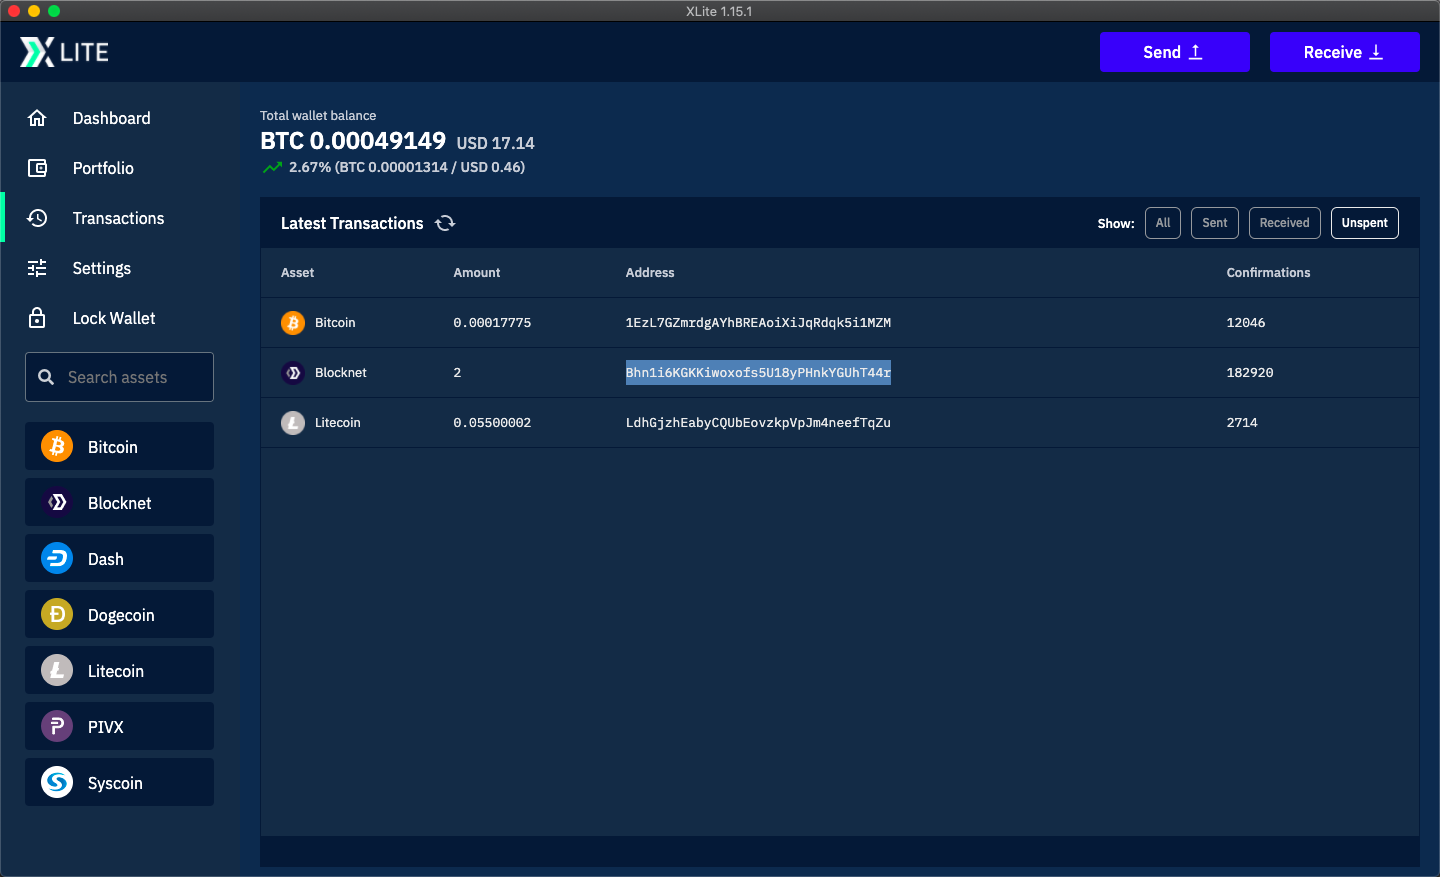 XLite 1.15.1
X LITE
Send
Receive
Dashboard
Portfolio
Transactions
Settings
Lock Wallet
Search assets
Bitcoin
Blocknet
Dash
Dogecoin
Litecoin
PIVX
Syscoin
Total wallet balance
BTC 0.00049149 USD 17.14
2.67% (BTC 0.00001314 / USD 0.46)
Latest Transactions
Show: All Sent Received Unspent
Asset Amount Address Confirmations
Bitcoin 0.00017775 1EzL7GZmrdgAYhBREAoiXiJqRdqk5i1MZM 12046
Blocknet 2 Bhn1i6KGKKiwoxofs5U18yPHnkYGUhT44r 182920
Litecoin 0.05500002 LdhGjzhEabyCQUbEovzkpVpJm4neefTqZu 2714